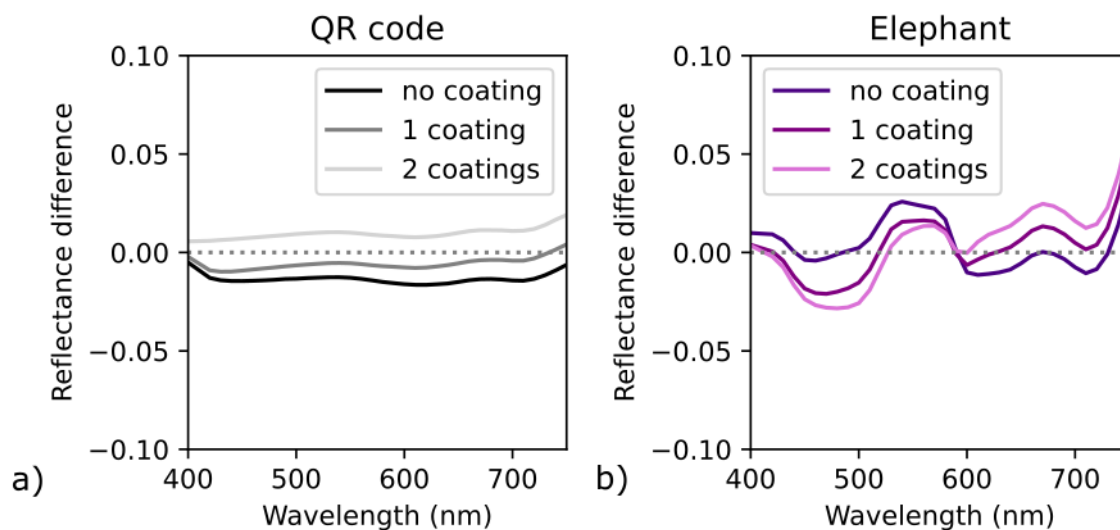 QR code
0.10
0.05
0.00
−0.05
−0.10
Reflectance difference
no coating
1 coating
2 coatings
400
500
600
700
Wavelength (nm)
a)
Elephant
0.10
0.05
0.00
−0.05
−0.10
Reflectance difference
no coating
1 coating
2 coatings
400
500
600
700
Wavelength (nm)
b)